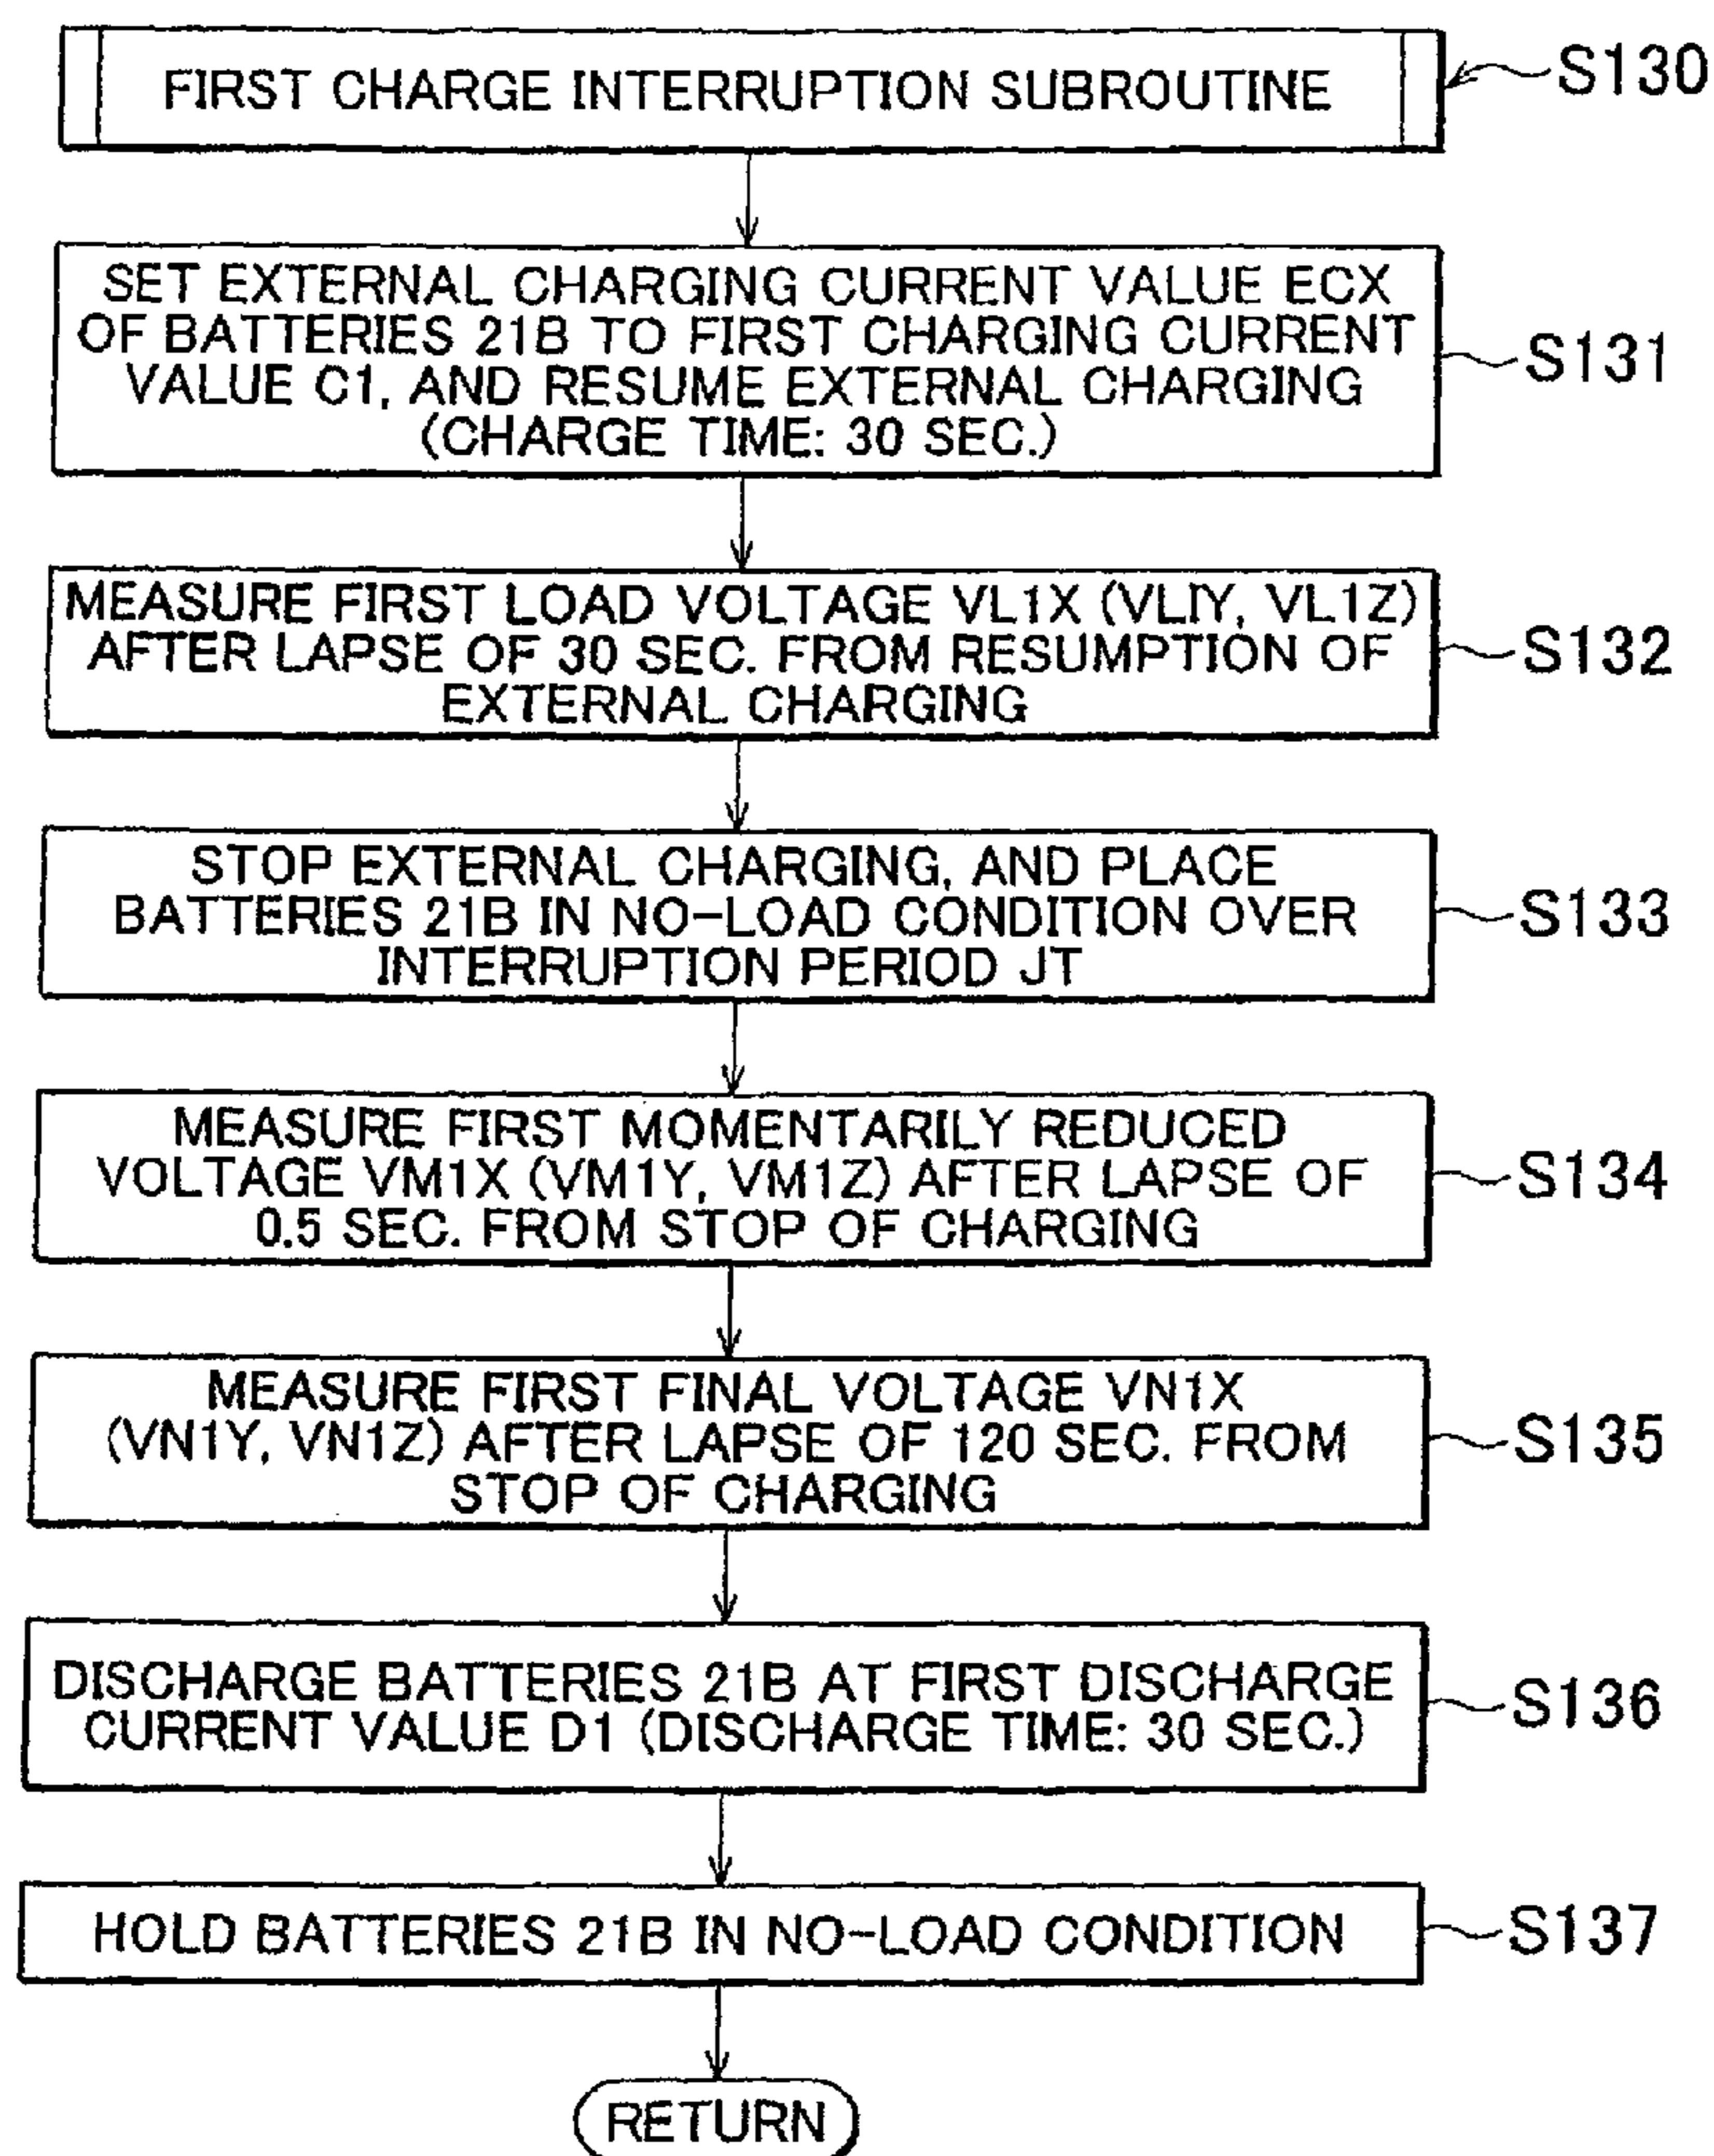 FIRST CHARGE INTERRUPTION SUBROUTINE
S130
SET EXTERNAL CHARGING CURRENT VALUE ECX
OF BATTERIES 21B TO FIRST CHARGING CURRENT
VALUE C1, AND RESUME EXTERNAL CHARGING
(CHARGE TIME: 30 SEC.)
S131
MEASURE FIRST LOAD VOLTAGE VL1X (VLIY, VL1Z)
AFTER LAPSE OF 30 SEC. FROM RESUMPTION OF
EXTERNAL CHARGING
S132
STOP EXTERNAL CHARGING, AND PLACE
BATTERIES 21B IN NO-LOAD CONDITION OVER
INTERRUPTION PERIOD JT
S133
MEASURE FIRST MOMENTARILY REDUCED
VOLTAGE VM1X (VM1Y, VM1Z) AFTER LAPSE OF
0.5 SEC. FROM STOP OF CHARGING
S134
MEASURE FIRST FINAL VOLTAGE VN1X
(VN1Y, VN1Z) AFTER LAPSE OF 120 SEC. FROM
STOP OF CHARGING
S135
DISCHARGE BATTERIES 21B AT FIRST DISCHARGE
CURRENT VALUE D1 (DISCHARGE TIME: 30 SEC.)
S136
HOLD BATTERIES 21B IN NO-LOAD CONDITION
S137
RETURN